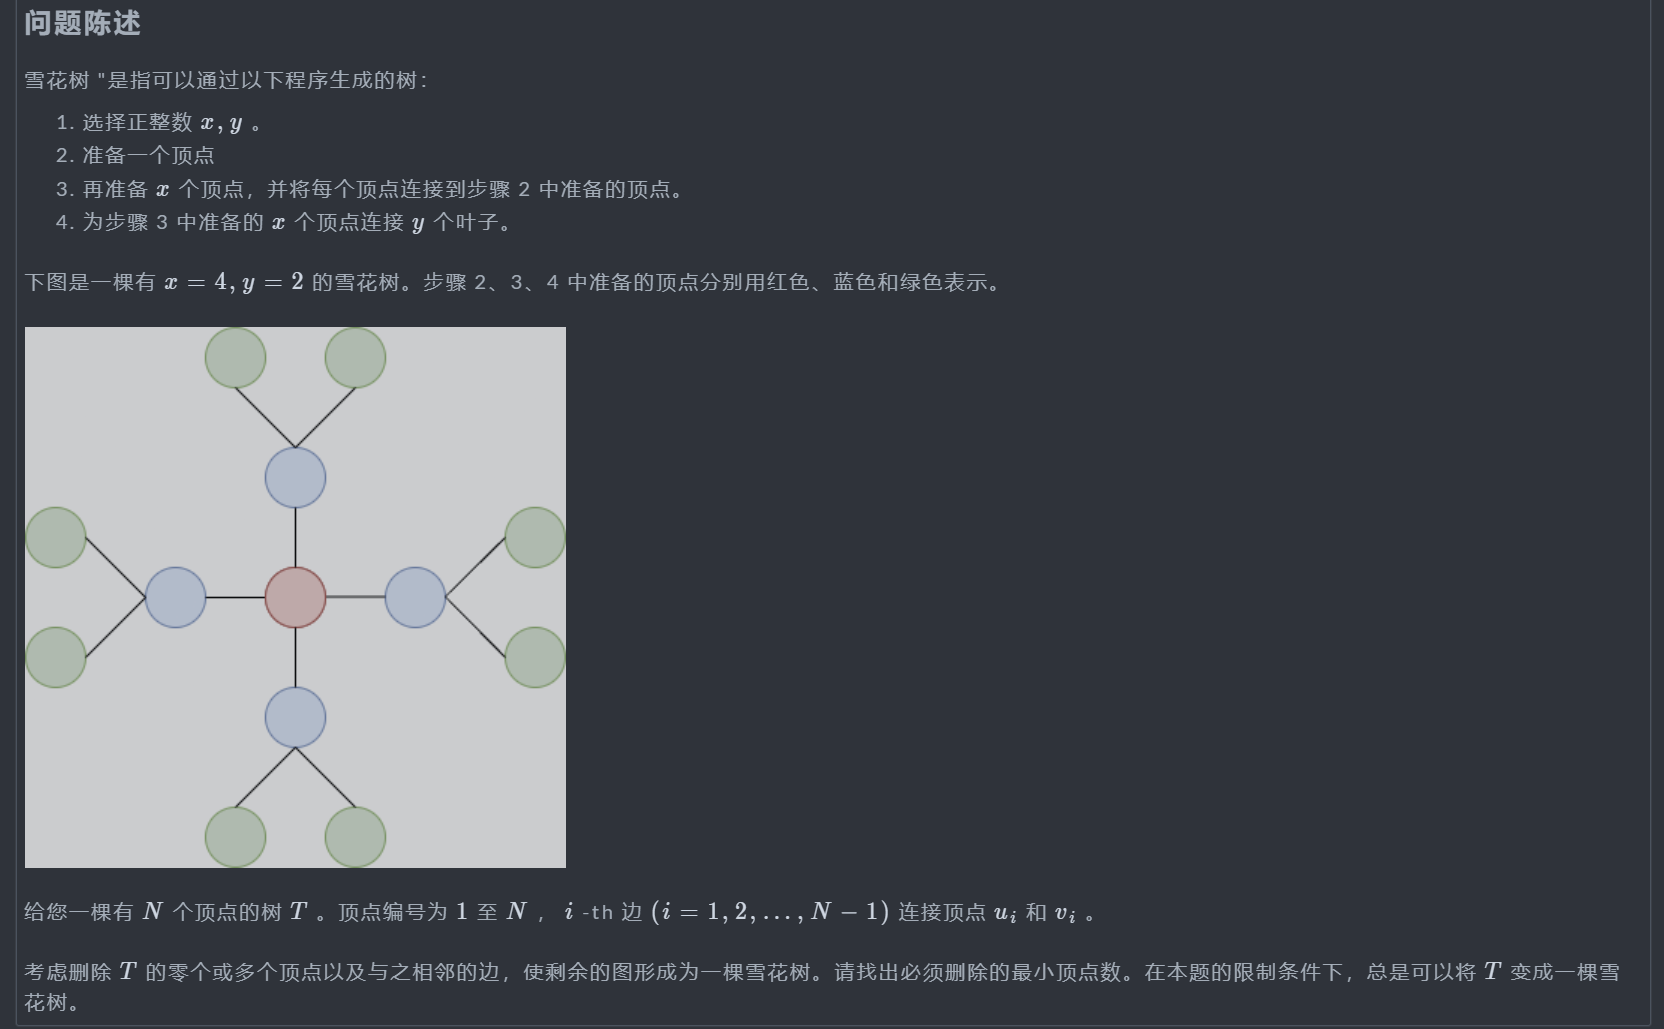 问题陈述
雪花树 "是指可以通过以下程序生成的树：
1. 选择正整数 x, y 。
2. 准备一个顶点
3. 再准备 x 个顶点，并将每个顶点连接到步骤 2 中准备的顶点。
4. 为步骤 3 中准备的 x 个顶点连接 y 个叶子。
下图是一棵有 x = 4, y = 2 的雪花树。步骤 2、3、4 中准备的顶点分别用红色、蓝色和绿色表示。
给您一棵有 N 个顶点的树 T 。顶点编号为 1 至 N ， i -th 边 (i = 1, 2, ..., N − 1) 连接顶点 uᵢ 和 vᵢ 。
考虑删除 T 的零个或多个顶点以及与之相邻的边，使剩余的图形成为一棵雪花树。请找出必须删除的最小顶点数。在本题的限制条件下，总是可以将 T 变成一棵雪
花树。